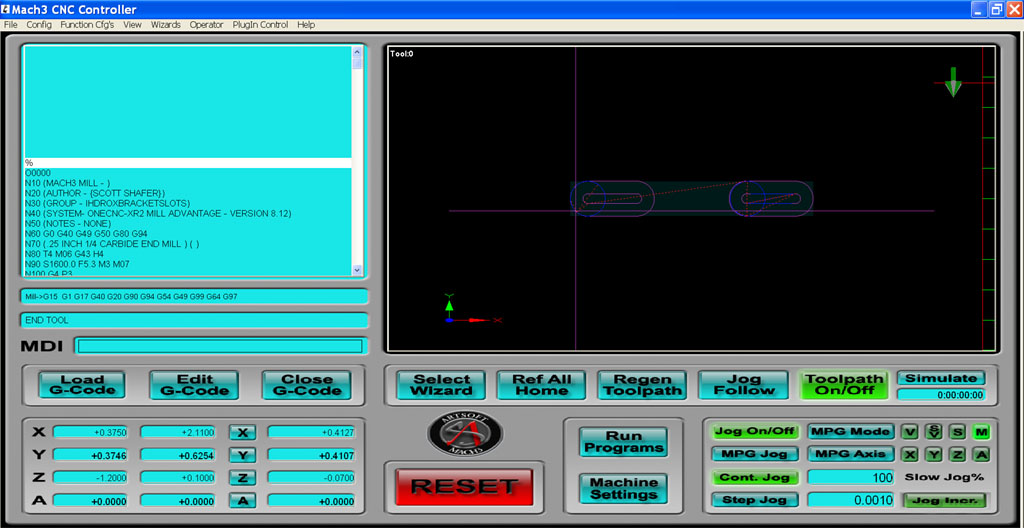 Mach3 CNC Controller
File Config Function Cfg's View Wizards Operator PlugIn Control Help
Tool:0
%
O0000
N10 (MACH3 MILL - )
N20 (AUTHOR - {SCOTT SHAFER})
N30 (GROUP - IHDROXBRACKETSLOTS)
N40 (SYSTEM- ONECNC-XR2 MILL ADVANTAGE - VERSION 8.12)
N50 (NOTES - NONE)
N60 G0 G40 G49 G50 G80 G94
N70 (.25 INCH 1/4 CARBIDE END MILL ) ( )
N80 T4 M06 G43 H4
N90 S1600.0 F5.3 M3 M07
N100 G4 P3
Mill->G15 G1 G17 G40 G20 G90 G94 G54 G49 G99 G64 G97
END TOOL
MDI
Y
X
Load G-Code
Edit G-Code
Close G-Code
Select Wizard
Ref All Home
Regen Toolpath
Jog Follow
Toolpath On/Off
Simulate
0:00:00:00
X +0.3750 +2.1100 X +0.4127
Y +0.3746 +0.6254 Y +0.4107
Z -1.2000 +0.1000 Z -0.0700
A +0.0000 +0.0000 A +0.0000
ARTSOFT
MACH3
RESET
Run Programs
Machine Settings
Jog On/Off MPG Mode V S/V S M
MPG Jog MPG Axis X Y Z A
Cont. Jog 100 Slow Jog%
Step Jog 0.0010 Jog Incr.